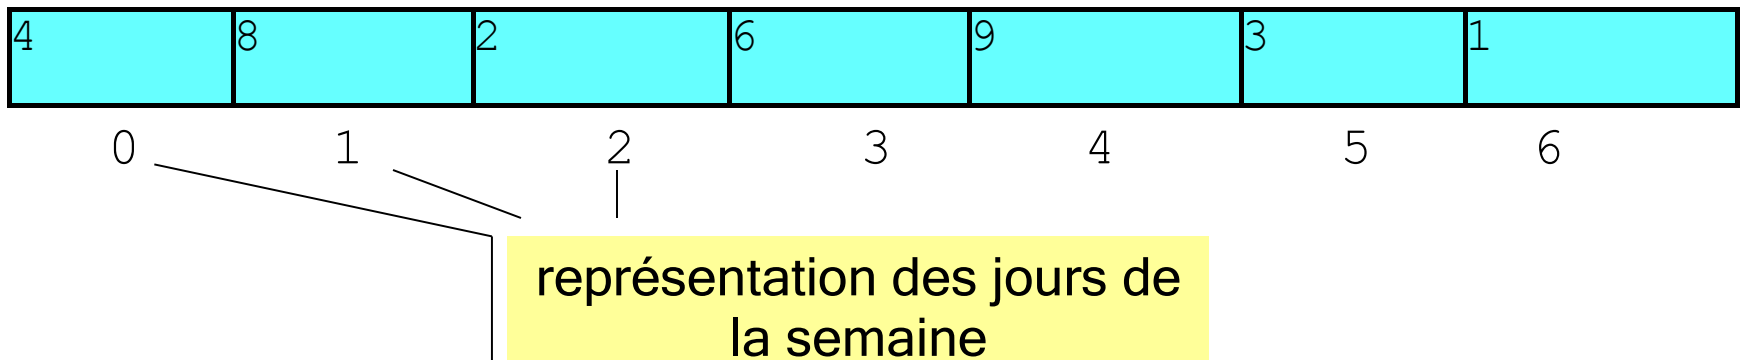 4 8 2 6 9 3 1
0 1 2 3 4 5 6
représentation des jours de
la semaine